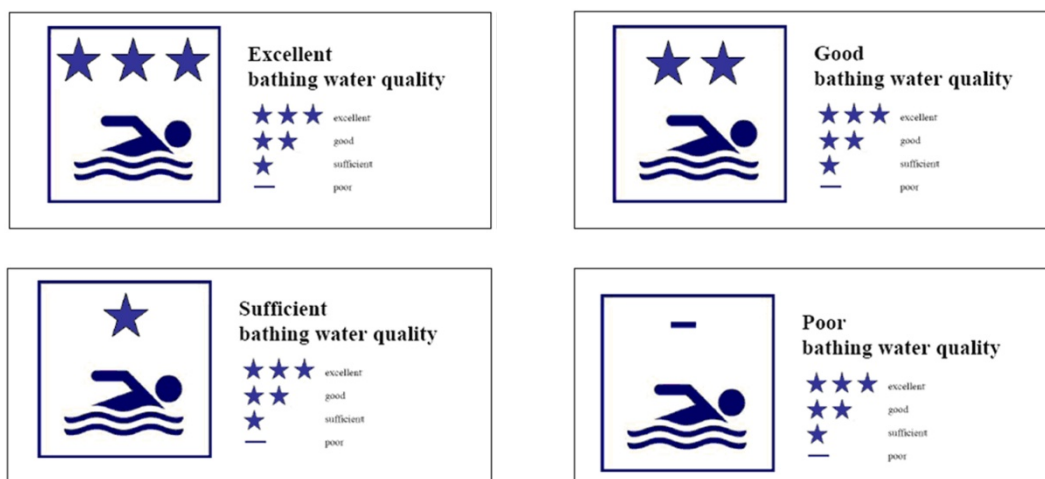 Excellent
bathing water quality
excellent
good
sufficient
poor
Good
bathing water quality
excellent
good
sufficient
poor
Sufficient
bathing water quality
excellent
good
sufficient
poor
Poor
bathing water quality
excellent
good
sufficient
poor